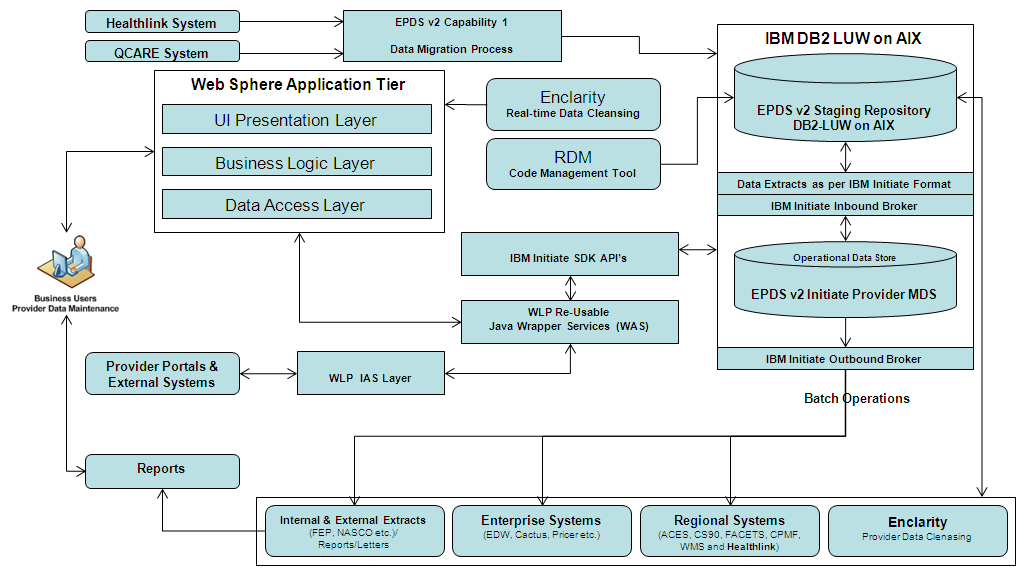 Healthlink System
QCARE System
EPDS v2 Capability 1
Data Migration Process
IBM DB2 LUW on AIX
EPDS v2 Staging Repository
DB2-LUW on AIX
Web Sphere Application Tier
UI Presentation Layer
Business Logic Layer
Data Access Layer
Enclarity
Real-time Data Cleansing
RDM
Code Management Tool
Data Extracts as per IBM Initiate Format
IBM Initiate Inbound Broker
Operational Data Store
EPDS v2 Initiate Provider MDS
IBM Initiate Outbound Broker
IBM Initiate SDK API's
WLP Re-Usable
Java Wrapper Services (WAS)
Business Users
Provider Data Maintenance
Provider Portals &
External Systems
WLP IAS Layer
Batch Operations
Reports
Internal & External Extracts
(FEP, NASCO etc.)/
Reports/Letters
Enterprise Systems
(EDW, Cactus, Pricer etc.)
Regional Systems
(ACES, CS90, FACETS, CPMF,
WMS and Healthlink)
Enclarity
Provider Data Clenasing